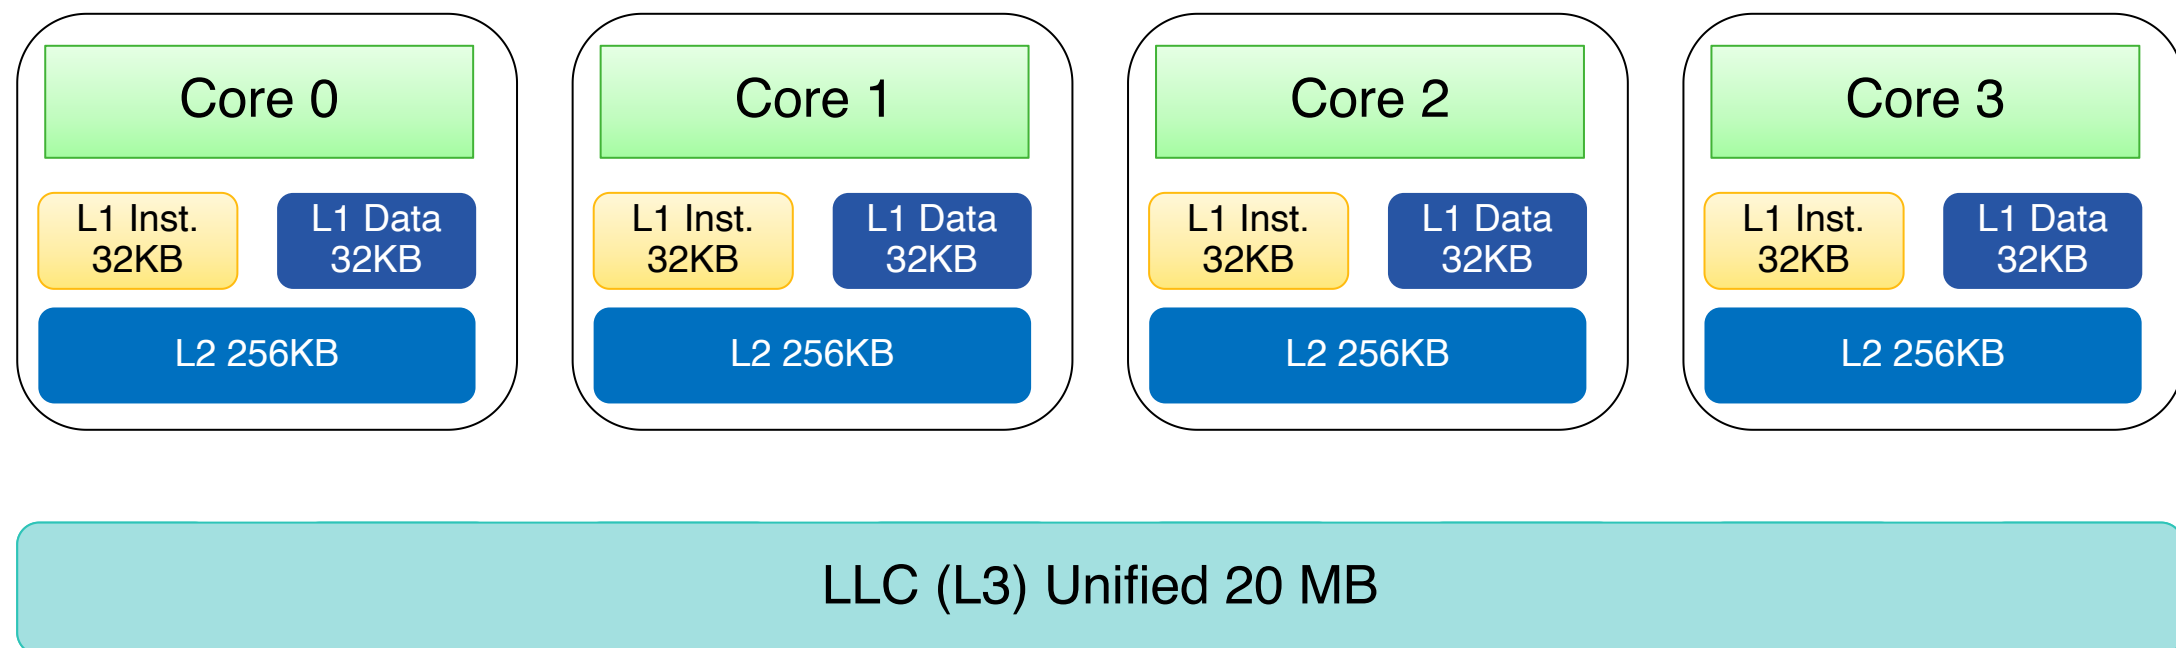 Core 0
Core 1
Core 2
Core 3
L1 Inst.
32KB
L1 Data
32KB
L1 Inst.
32KB
L1 Data
32KB
L1 Inst.
32KB
L1 Data
32KB
L1 Inst.
32KB
L1 Data
32KB
L2 256KB
L2 256KB
L2 256KB
L2 256KB
LLC (L3) Unified 20 MB